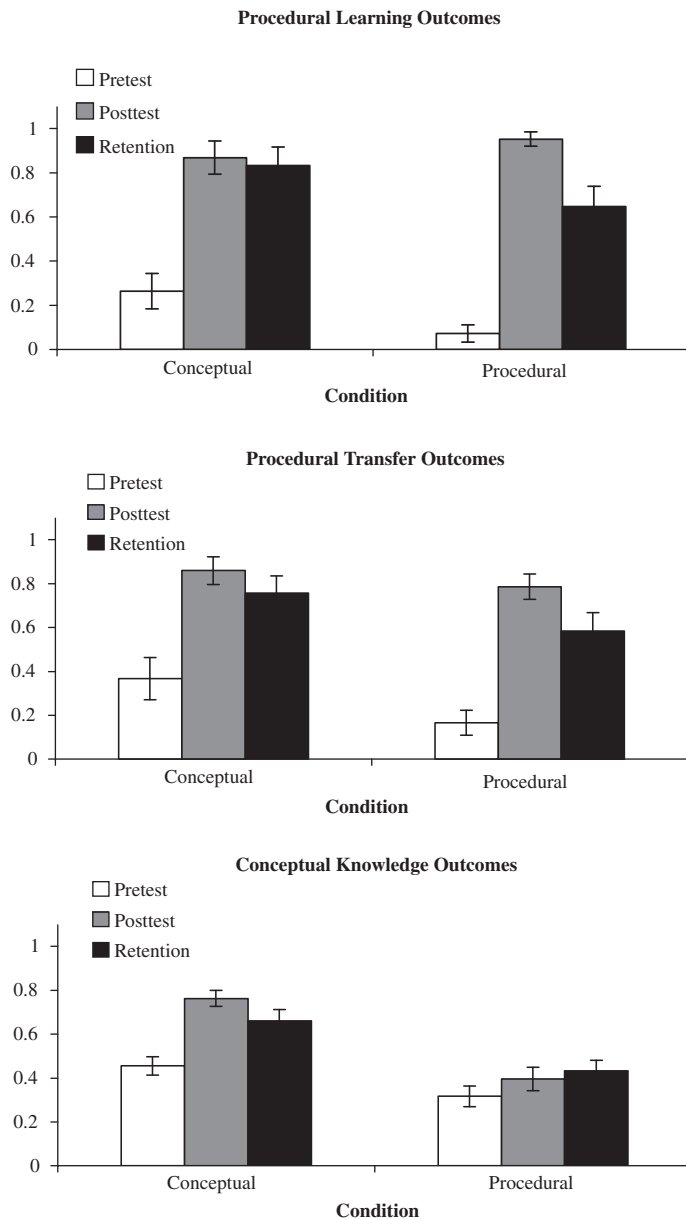 Procedural Learning Outcomes
Pretest
Posttest
Retention
1
0.8
0.6
0.4
0.2
0
Conceptual
Procedural
Condition
Procedural Transfer Outcomes
Pretest
Posttest
Retention
1
0.8
0.6
0.4
0.2
0
Conceptual
Procedural
Condition
Conceptual Knowledge Outcomes
Pretest
Posttest
Retention
1
0.8
0.6
0.4
0.2
0
Conceptual
Procedural
Condition